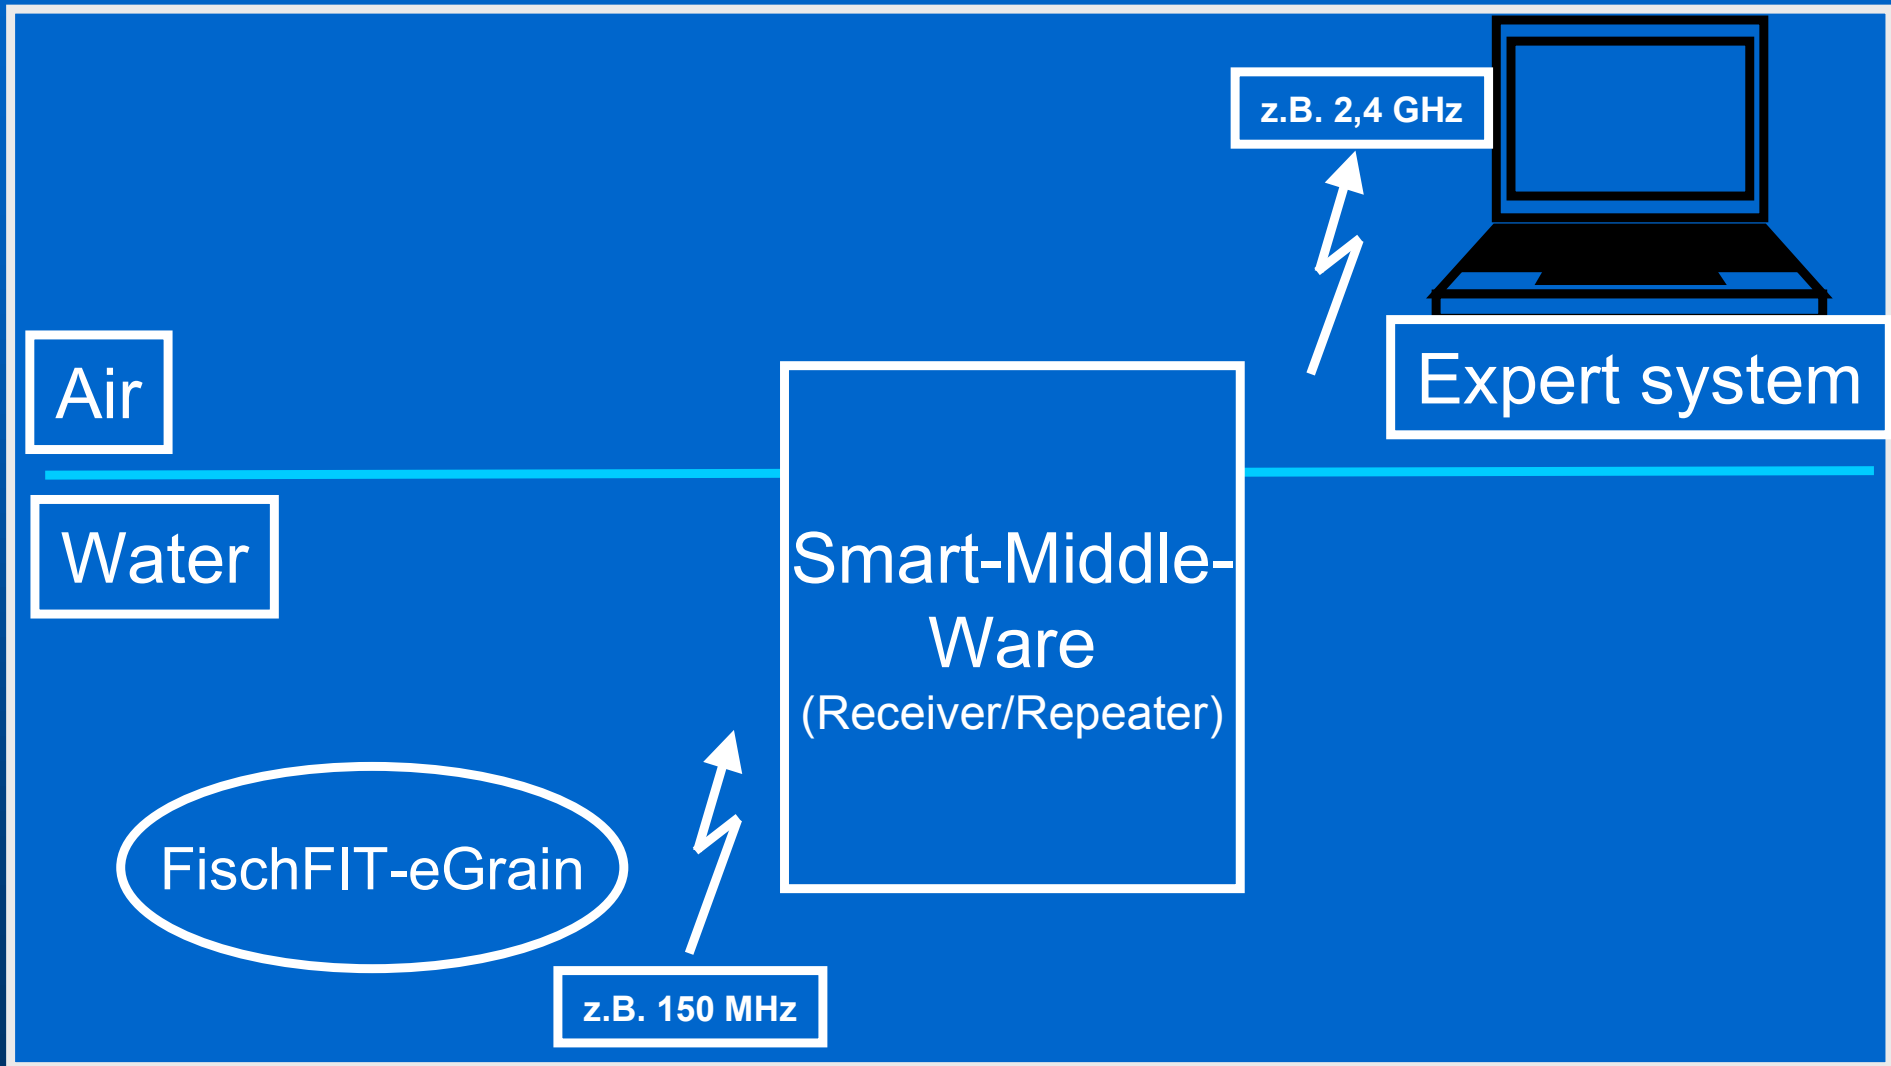 z.B. 2,4 GHz
Air
Expert system
Water
Smart-Middle-
Ware
(Receiver/Repeater)
FischFIT-eGrain
z.B. 150 MHz